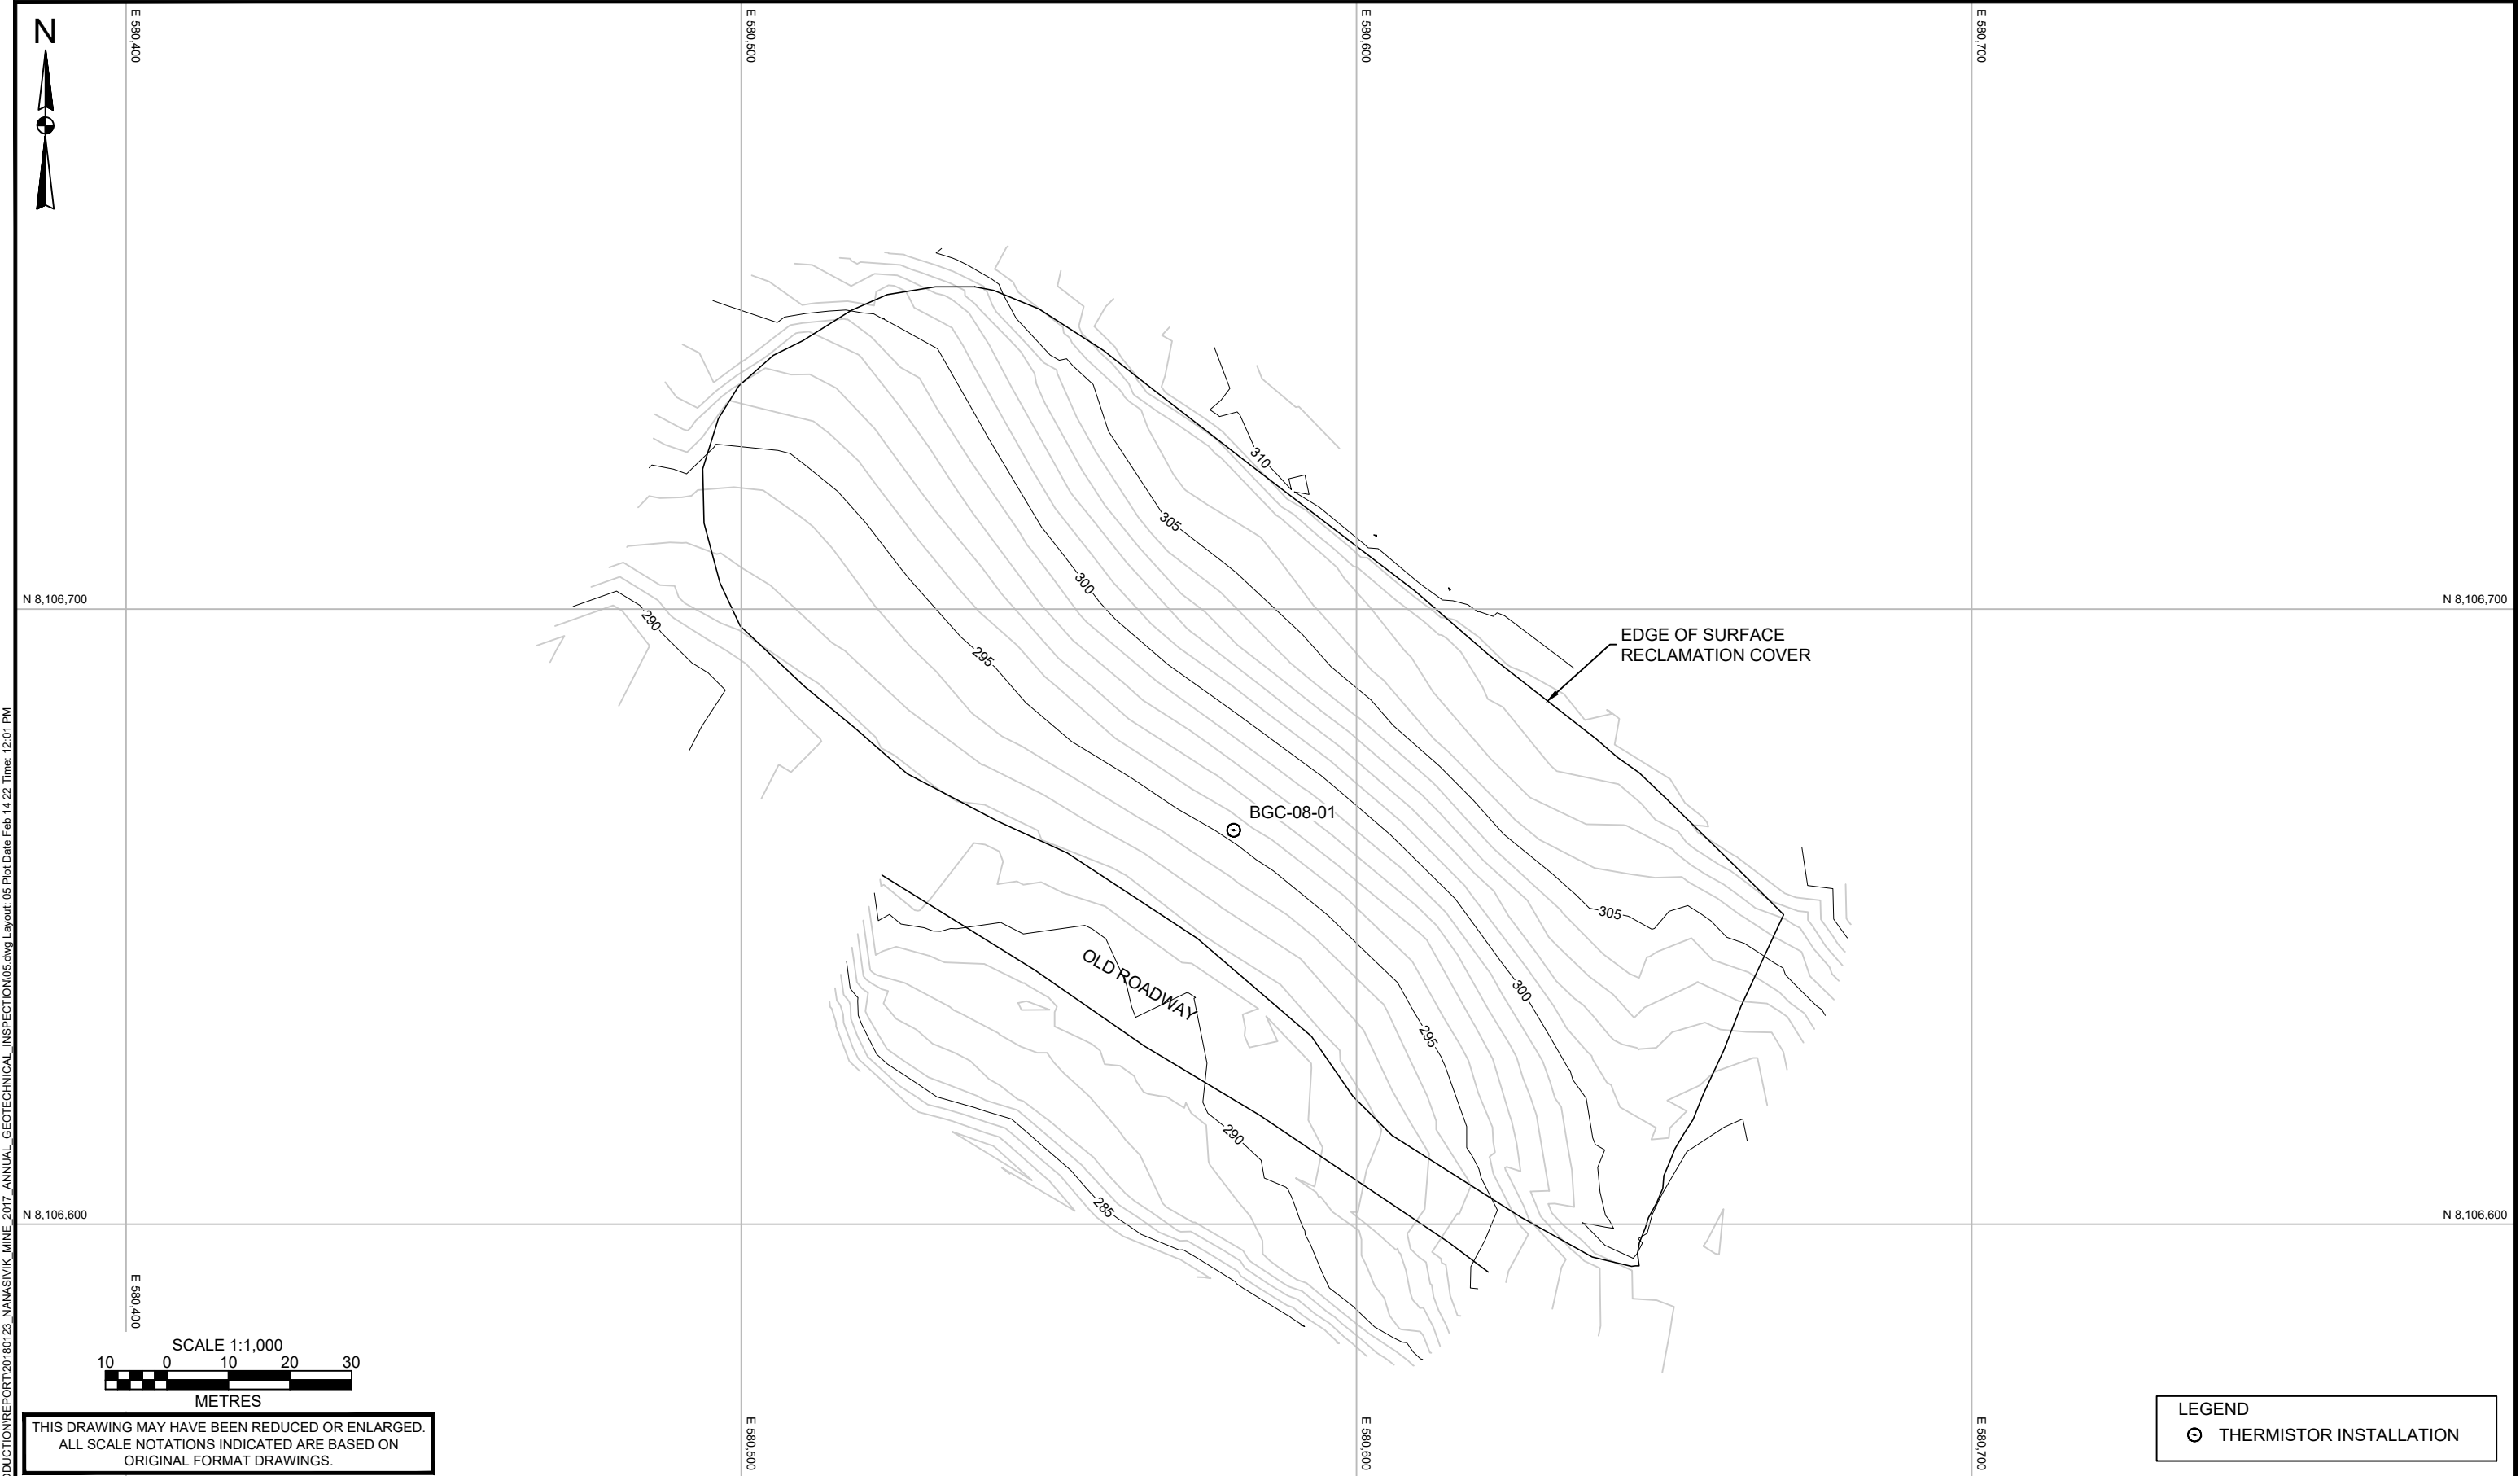 N
E 580,400
E 580,500
E 580,600
E 580,700
310
305
300
N 8,106,700
N 8,106,700
290
EDGE OF SURFACE
RECLAMATION COVER
295
BGC-08-01
305
OLD ROADWAY
300
295
290
285
N 8,106,600
N 8,106,600
E 580,400
SCALE 1:1,000
10 0 10 20 30
METRES
THIS DRAWING MAY HAVE BEEN REDUCED OR ENLARGED.
ALL SCALE NOTATIONS INDICATED ARE BASED ON
ORIGINAL FORMAT DRAWINGS.
E 580,500
E 580,600
LEGEND
THERMISTOR INSTALLATION
ODUCTION\REPORT\20180123_NANASIVIK_MINE_2017_ANNUAL_GEOTECHNICAL_INSPECTION\05.dwg Layout: 05 Plot Date Feb 14 22 Time: 12:01 PM